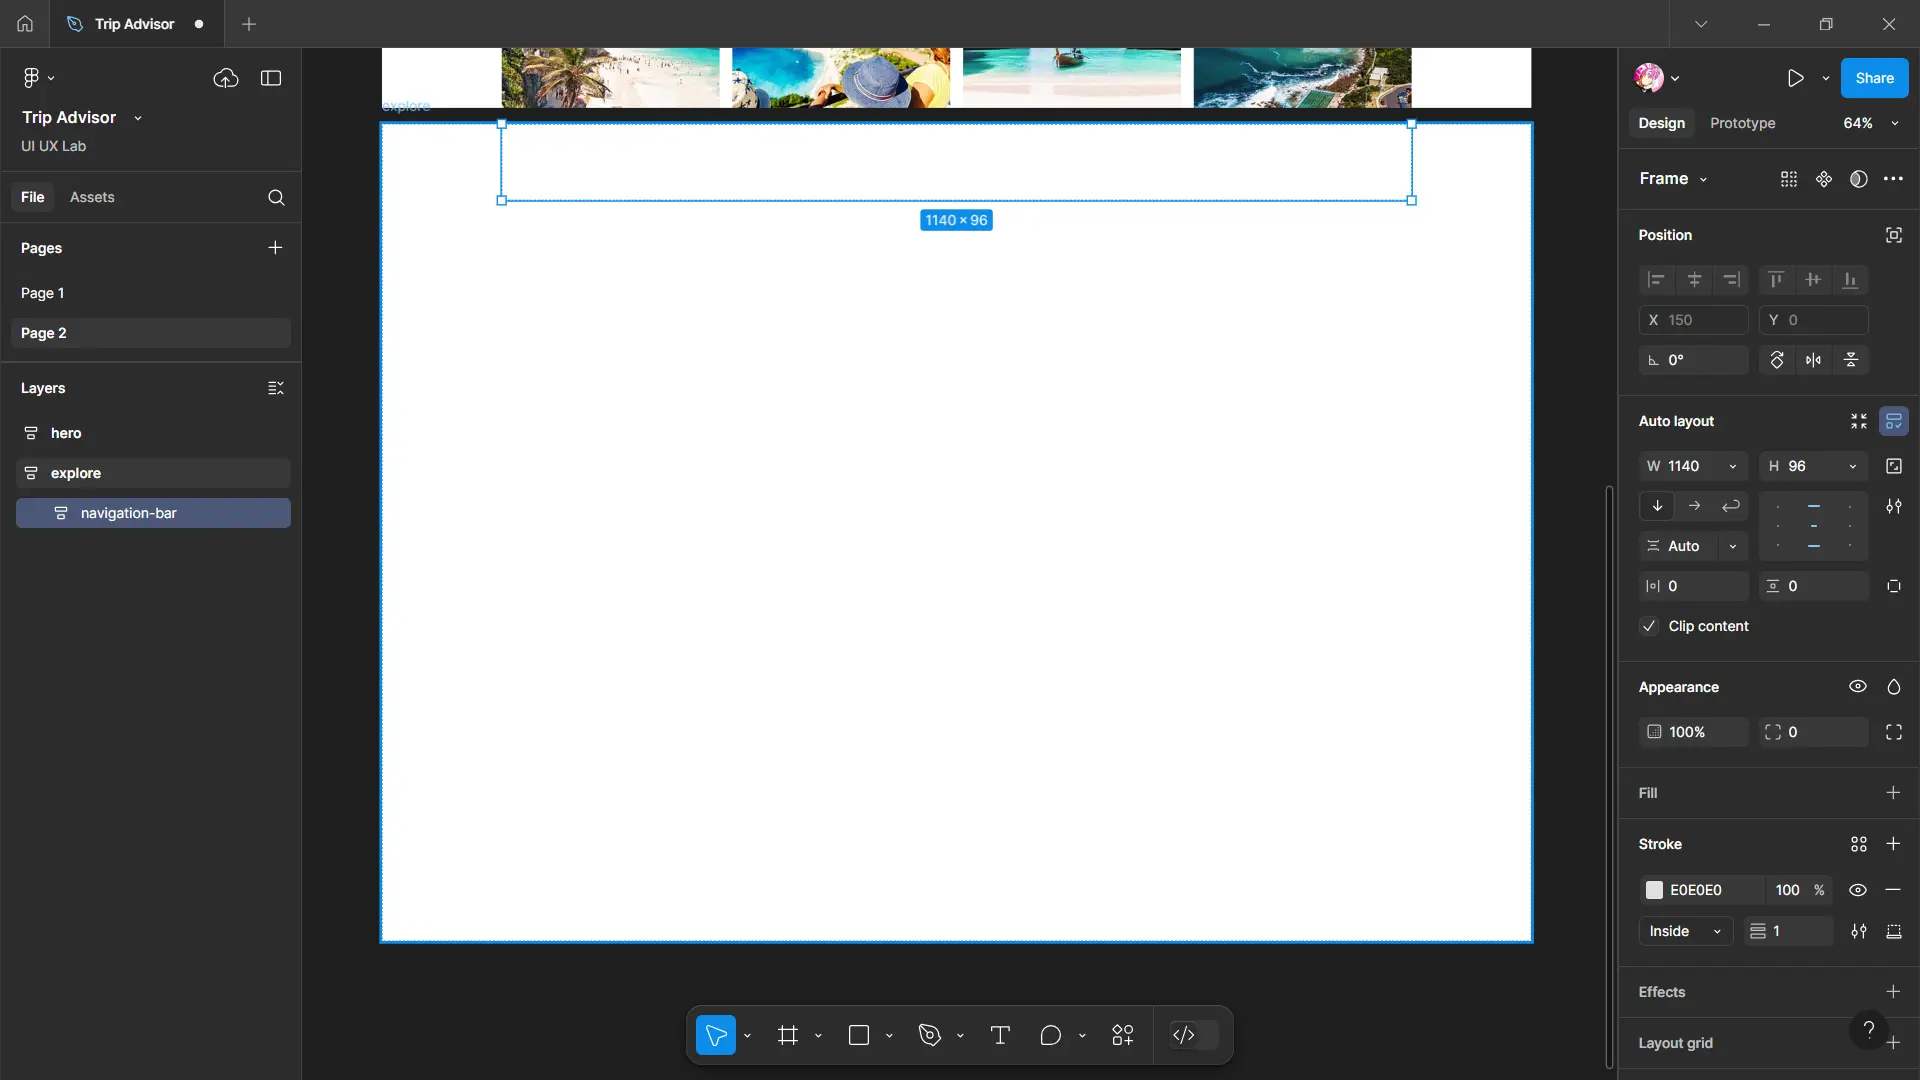 Trip Advisor
Trip Advisor
UI UX Lab
File
Assets
Pages
Page 1
Page 2
Layers
hero
explore
navigation-bar
explore
1140 × 96
Share
Design
Prototype
64%
Frame
Position
X 150
Y 0
0°
Auto layout
W 1140
H 96
Auto
0
0
Clip content
Appearance
100%
0
Fill
Stroke
E0E0E0
100 %
Inside
1
Effects
Layout grid
?